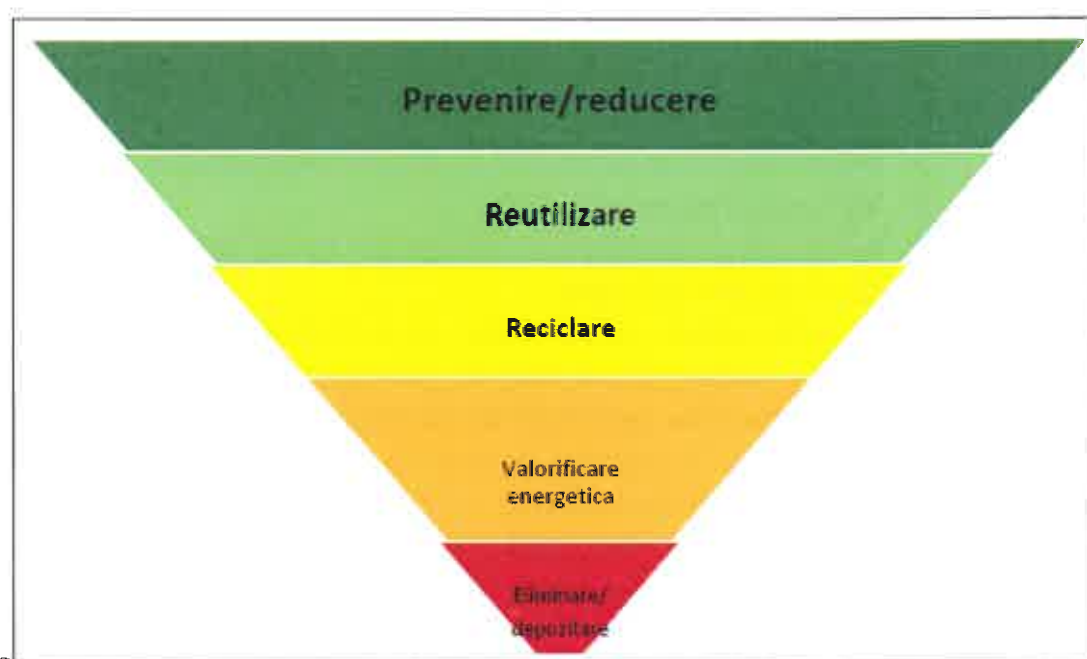 Prevenire/reducere
Reutilizare
Reciclare
Valorificare
energetica
Eliminare/
depozitare